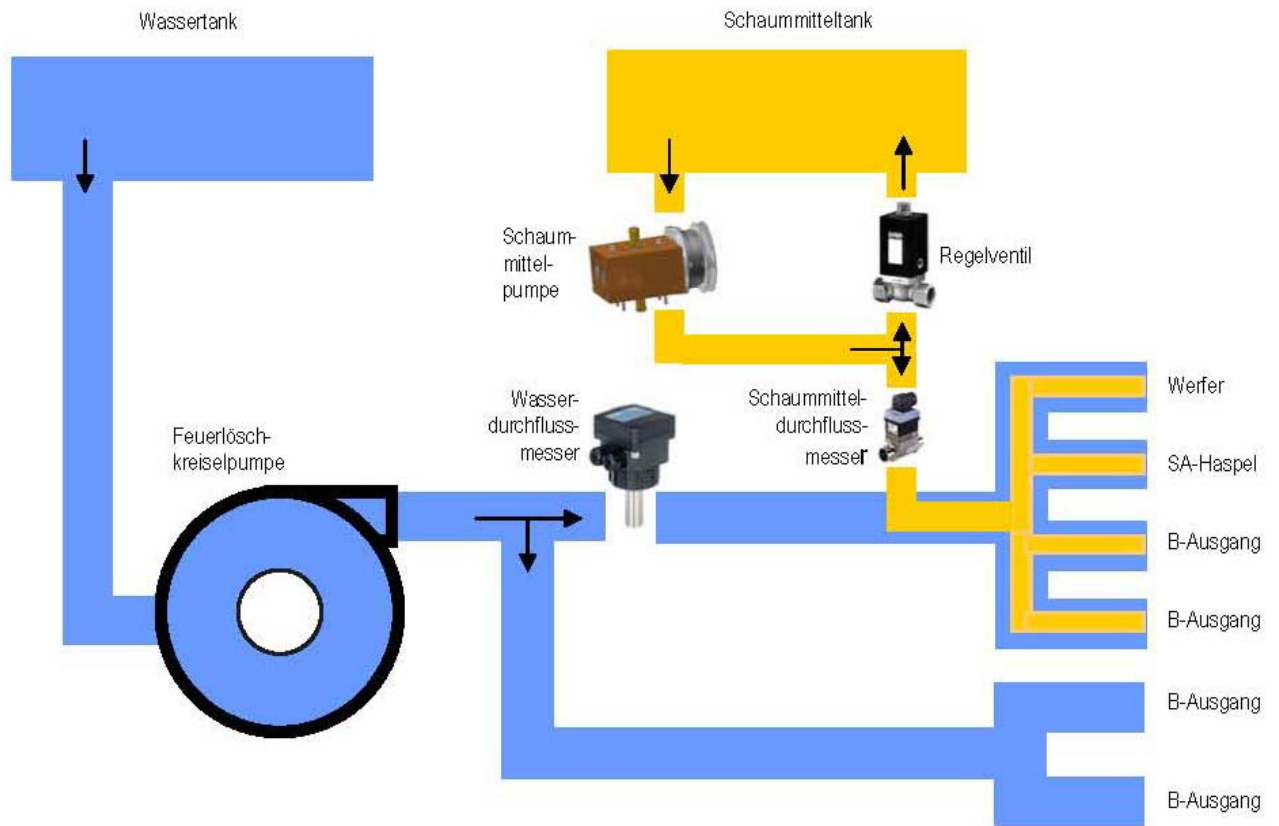 Wassertank
Schaummitteltank
Schaum-
mittel-
pumpe
Regelventil
Wasser-
durchfluss-
messer
Schaummittel-
durchfluss-
messer
Feuerlösch-
kreiselpumpe
Werfer
SA-Haspel
B-Ausgang
B-Ausgang
B-Ausgang
B-Ausgang